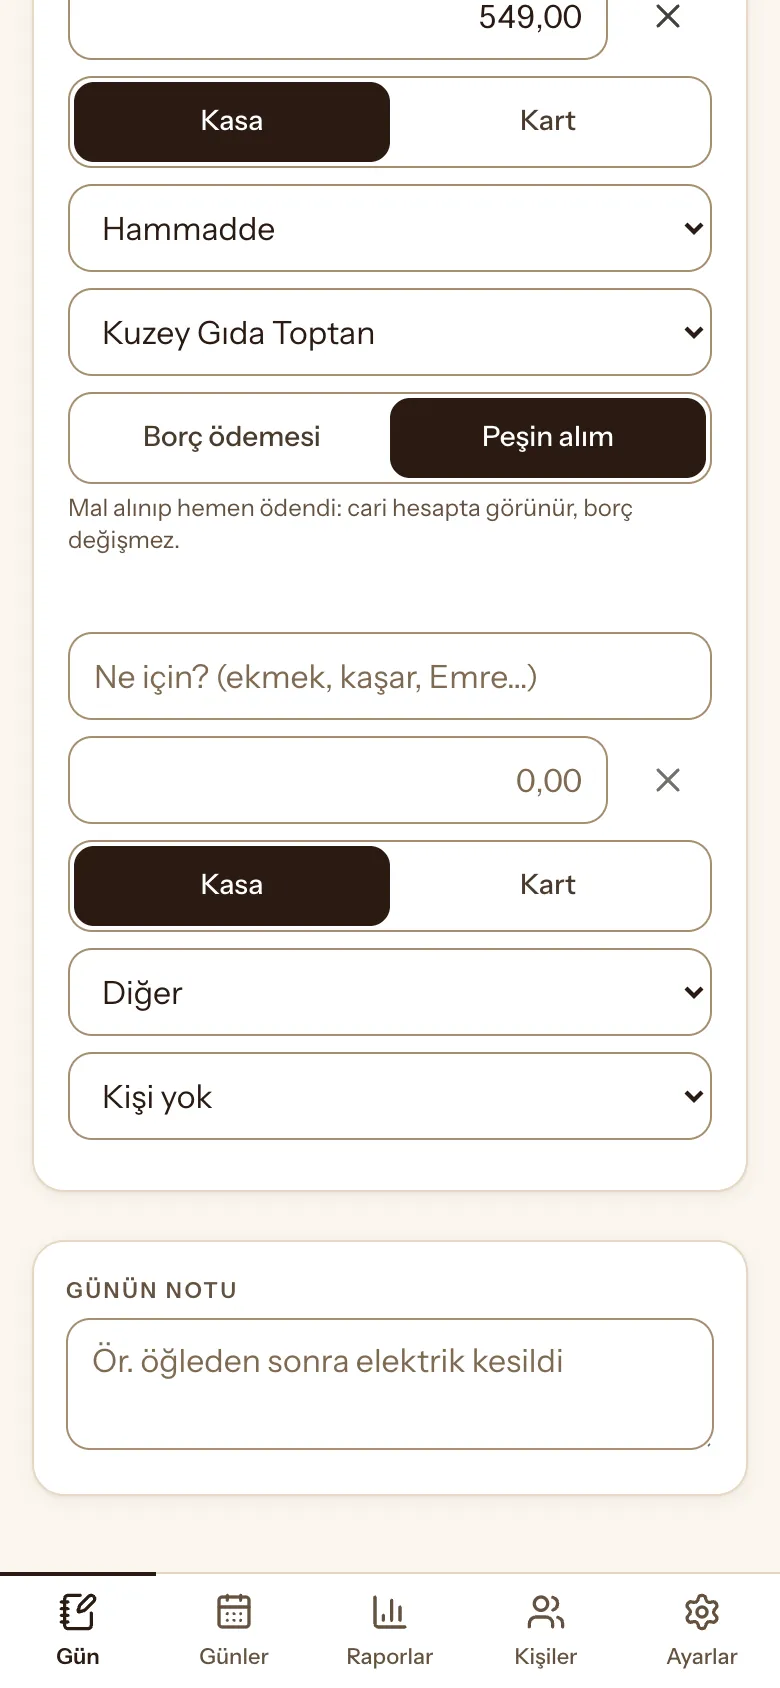 549,00
Kasa
Kart
Hammadde
Kuzey Gıda Toptan
Borç ödemesi
Peşin alım
Mal alınıp hemen ödendi: cari hesapta görünür, borç
değişmez.
Ne için? (ekmek, kaşar, Emre...)
0,00
Kasa
Kart
Diğer
Kişi yok
GÜNÜN NOTU
Ör. öğleden sonra elektrik kesildi
Gün
Günler
Raporlar
Kişiler
Ayarlar